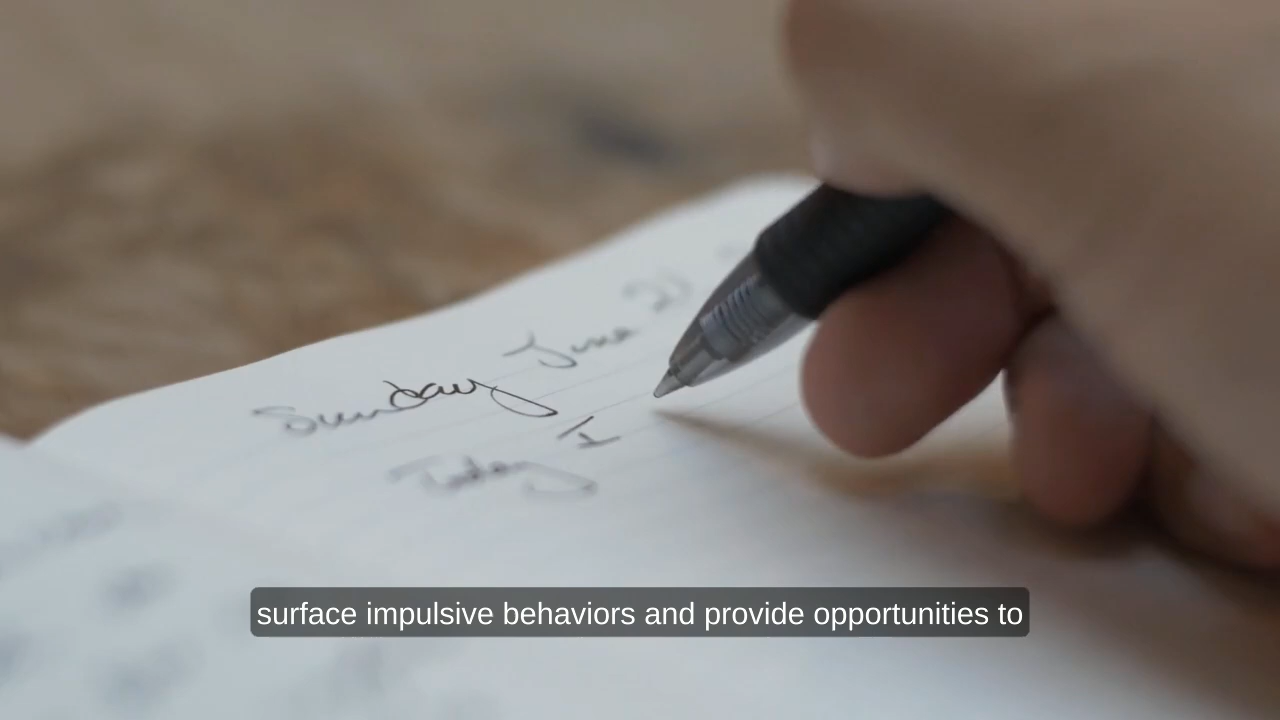 Sunday June 21
Today I
surface impulsive behaviors and provide opportunities to